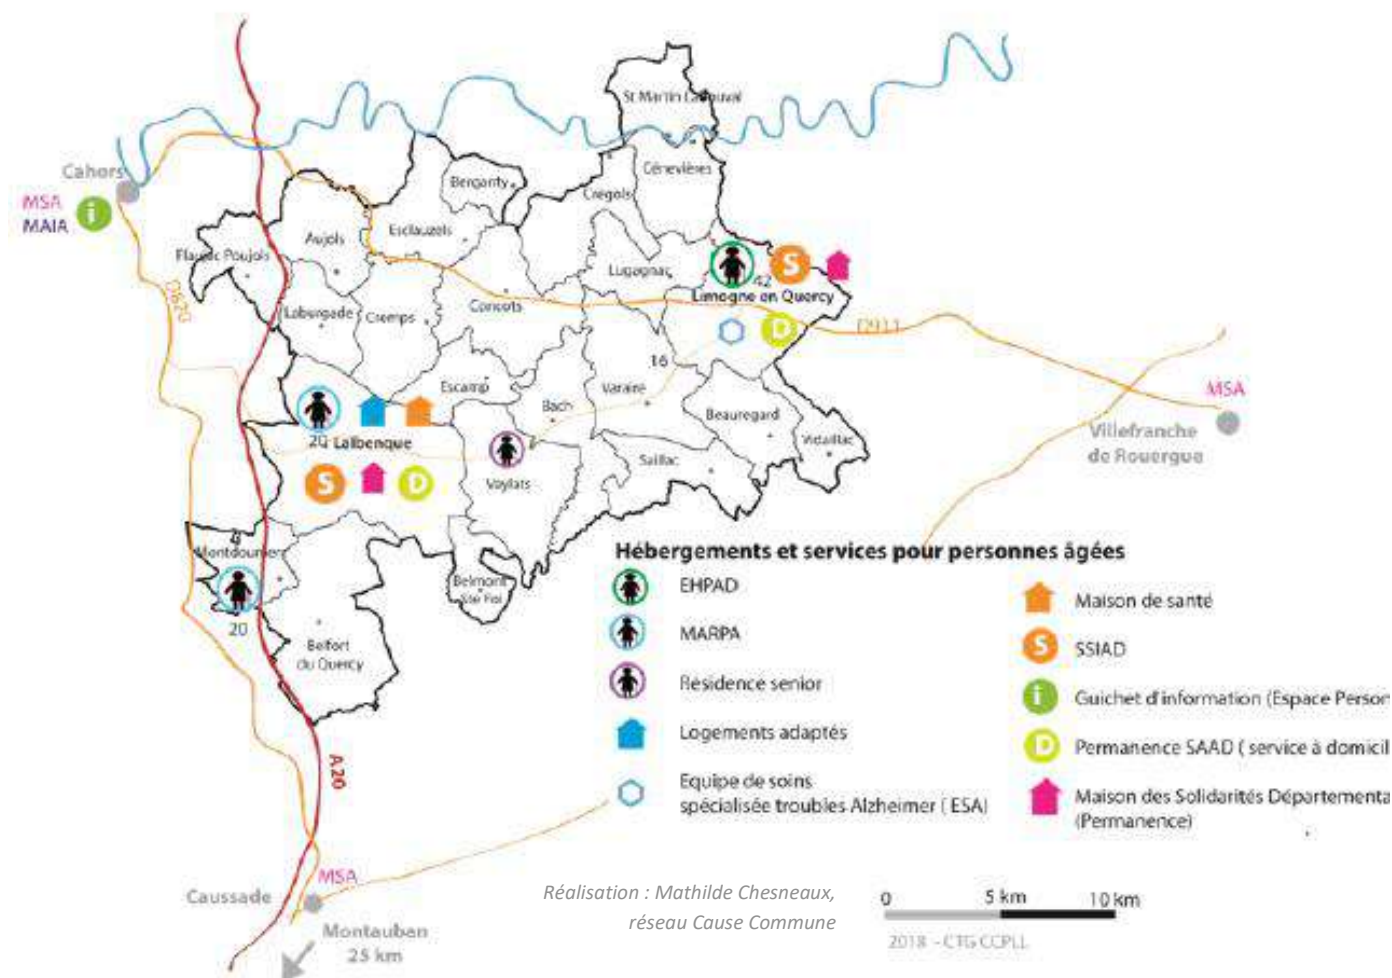 St Martin Labouval
Cahors
Cénevières
Berganty
MSA
Crégols
MAIA
Esclauzels
Aujols
Flaujac Poujols
Lugagnac
42
Limogne en Quercy
D620
Laburgade
Cremps
Concots
D911
16
Escamp
Varaire
MSA
Bach
Beauregard
20 Lalbenque
Villefranche
de Rouergue
Vidaillac
Saillac
Vaylats
S
D
Montdoumerc
Belmont
Ste Foi
20
Belfort
du Quercy
A20
Hébergements et services pour personnes âgées
EHPAD
MARPA
Résidence senior
Logements adaptés
Equipe de soins
spécialisée troubles Alzheimer ( ESA)
Maison de santé
S SSIAD
i Guichet d'information (Espace Person
D Permanence SAAD ( service à domicil
Maison des Solidarités Départementa
(Permanence)
MSA
Caussade
Montauban
25 km
Réalisation : Mathilde Chesneaux,
réseau Cause Commune
0 5 km 10 km
2018 - CTG CCPLL